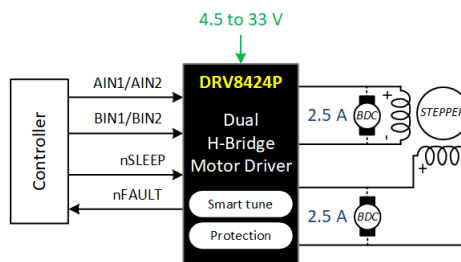 4.5 to 33 V
Controller
AIN1/AIN2
BIN1/BIN2
nSLEEP
nFAULT
DRV8424P
Dual
H-Bridge
Motor Driver
Smart tune
Protection
2.5 A
BDC
+
-
STEPPER
+
-
2.5 A
BDC